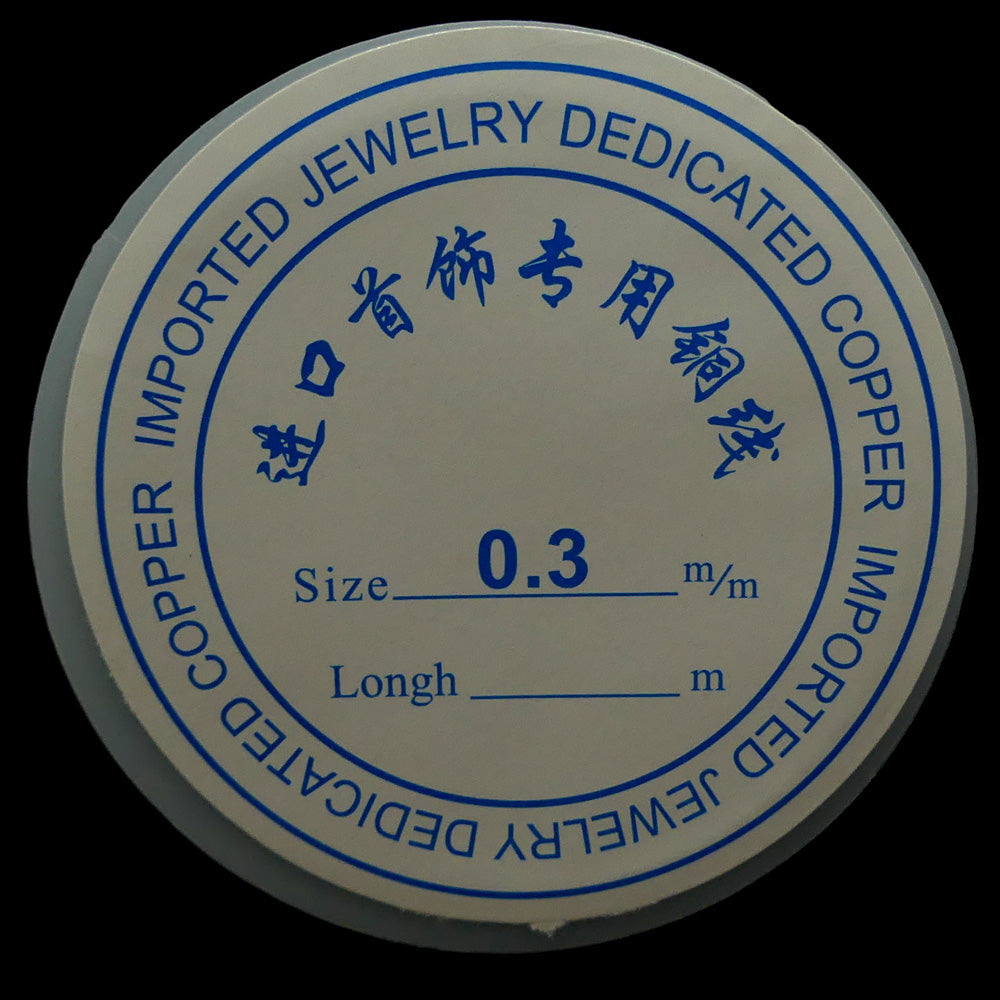 IMPORTED JEWELRY DEDICATED COPPER
IMPORTED JEWELRY DEDICATED COPPER
进口首饰专用铜线
Size 0.3 m/m
Longh m